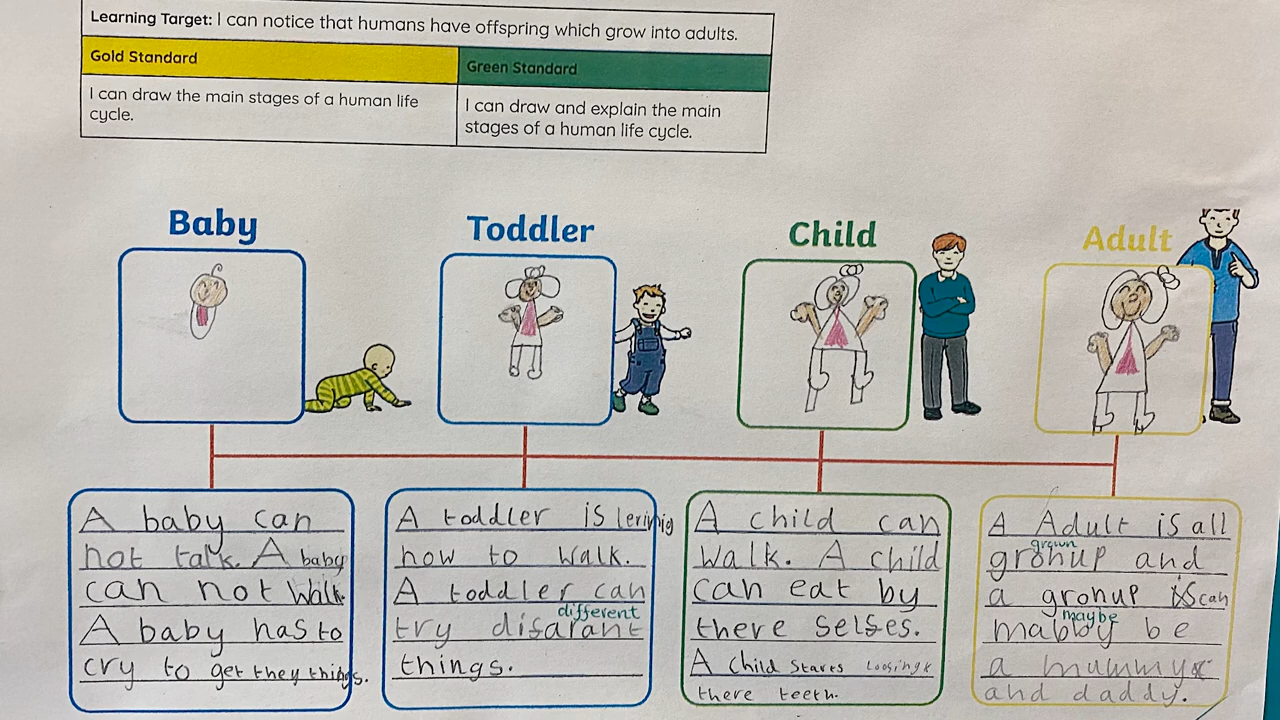 Learning Target: I can notice that humans have offspring which grow into adults.
Gold Standard
Green Standard
I can draw the main stages of a human life
cycle.
I can draw and explain the main
stages of a human life cycle.
Baby
Toddler
Child
Adult
A baby can
not talk. A baby
can not walk.
A baby has to
cry to get they things.
A toddler is lerinig
how to walk.
A toddler can
different
try disarant
things.
A child can
walk. A child
can eat by
there selses.
A child starts loosing
there teeth.
A Adult is all
grown
gronup and
a gronup is can
maybe
mabby be
a mummy
and daddy.